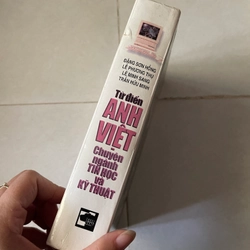 ĐẶNG SƠN HỒNG
LÊ PHƯƠNG THU
LÊ MINH SANG
TRẦN HỮU MINH
Từ điển
ANH
VIỆT
Chuyên
ngành
TIN HỌC
và
KỸ THUẬT